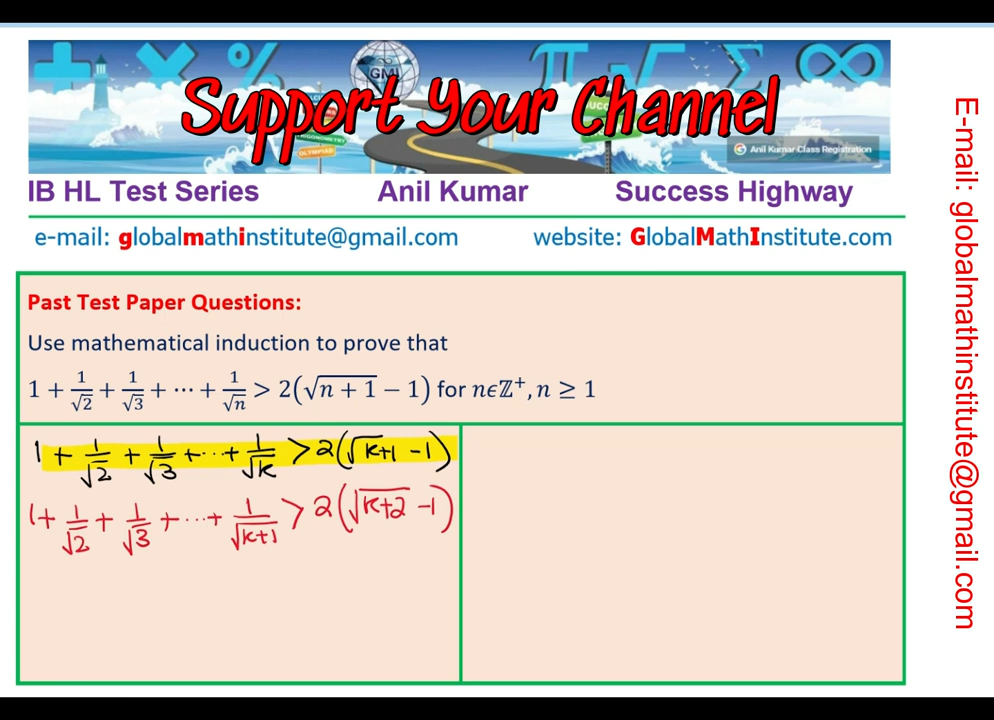 Support Your Channel
Anil Kumar Class Registration
IB HL Test Series Anil Kumar Success Highway
e-mail: globalmathinstitute@gmail.com website: GlobalMathInstitute.com
Past Test Paper Questions:
Use mathematical induction to prove that
1 + 1/√2 + 1/√3 + ⋯ + 1/√n > 2(√(n + 1) − 1) for nϵℤ⁺, n ≥ 1
1 + 1/√2 + 1/√3 + ⋯ + 1/√k > 2(√(k+1) − 1)
1 + 1/√2 + 1/√3 + ⋯ + 1/√(k+1) > 2(√(k+2) − 1)
E-mail: globalmathinstitute@gmail.com